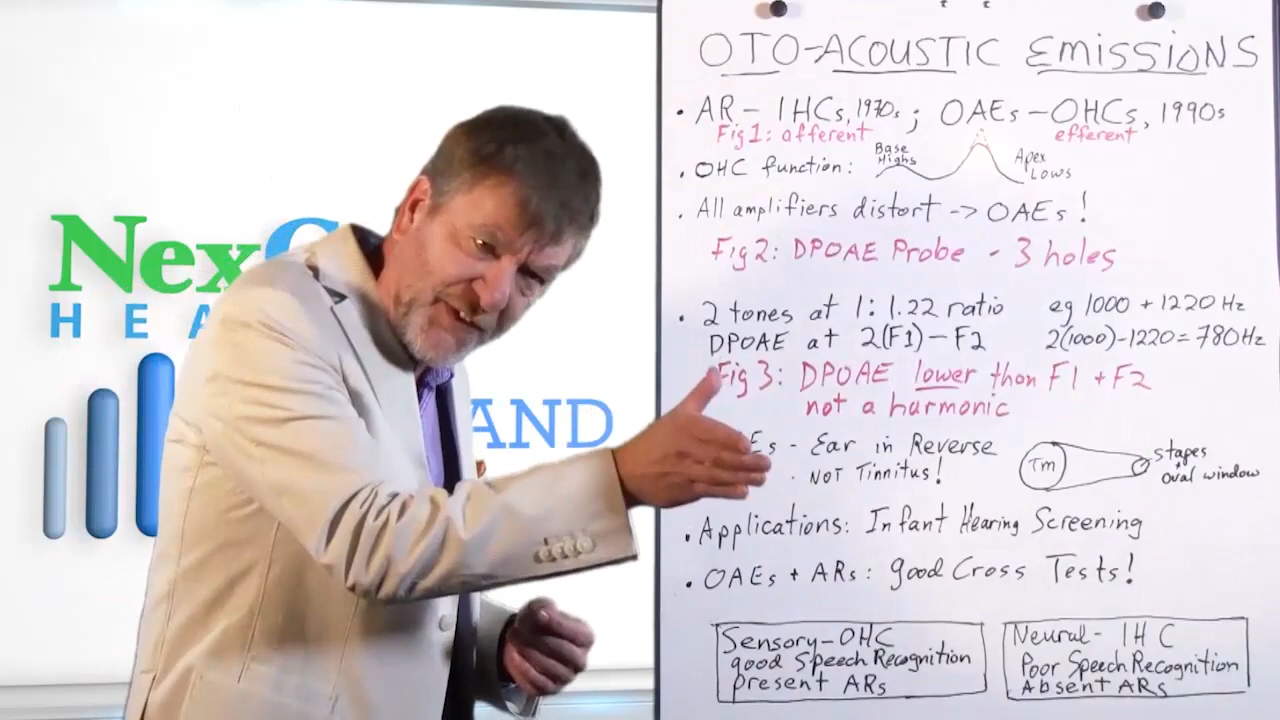 NexG
HEA
AND
OTO-ACOUSTIC EMISSIONS
• AR - IHCs, 1970s; OAEs - OHCs, 1990s
Fig 1: afferent efferent
• OHC function: Base Highs Apex Lows
• All amplifiers distort -> OAEs!
Fig 2: DPOAE Probe - 3 holes
• 2 tones at 1:1.22 ratio eg 1000 + 1220 Hz
DPOAE at 2(F1)-F2 2(1000)-1220=780Hz
Fig 3: DPOAE lower than F1 + F2
not a harmonic
Es - Ear in Reverse
• NOT Tinnitus!
Tm stapes + oval window
• Applications: Infant Hearing Screening
• OAEs + ARs: good Cross Tests!
Sensory-OHC
good Speech Recognition
present ARs
Neural- IHC
Poor Speech Recognition
Absent ARs